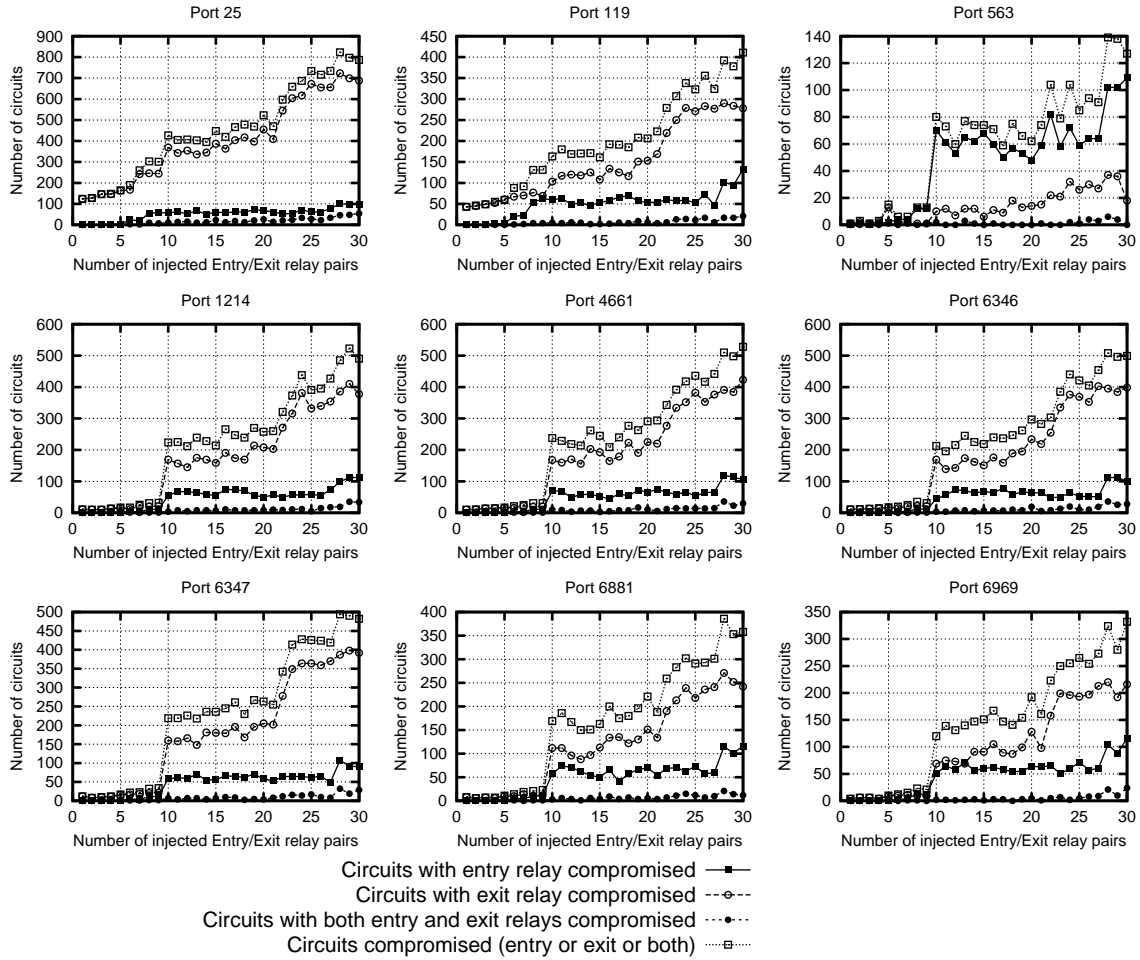 Port 25
Number of circuits
900
800
700
600
500
400
300
200
100
0
0 5 10 15 20 25 30
Number of injected Entry/Exit relay pairs
Port 119
Number of circuits
450
400
350
300
250
200
150
100
50
0
0 5 10 15 20 25 30
Number of injected Entry/Exit relay pairs
Port 563
Number of circuits
140
120
100
80
60
40
20
0
0 5 10 15 20 25 30
Number of injected Entry/Exit relay pairs
Port 1214
Number of circuits
600
500
400
300
200
100
0
0 5 10 15 20 25 30
Number of injected Entry/Exit relay pairs
Port 4661
Number of circuits
600
500
400
300
200
100
0
0 5 10 15 20 25 30
Number of injected Entry/Exit relay pairs
Port 6346
Number of circuits
600
500
400
300
200
100
0
0 5 10 15 20 25 30
Number of injected Entry/Exit relay pairs
Port 6347
Number of circuits
500
450
400
350
300
250
200
150
100
50
0
0 5 10 15 20 25 30
Number of injected Entry/Exit relay pairs
Port 6881
Number of circuits
400
350
300
250
200
150
100
50
0
0 5 10 15 20 25 30
Number of injected Entry/Exit relay pairs
Port 6969
Number of circuits
350
300
250
200
150
100
50
0
0 5 10 15 20 25 30
Number of injected Entry/Exit relay pairs
Circuits with entry relay compromised
Circuits with exit relay compromised
Circuits with both entry and exit relays compromised
Circuits compromised (entry or exit or both)